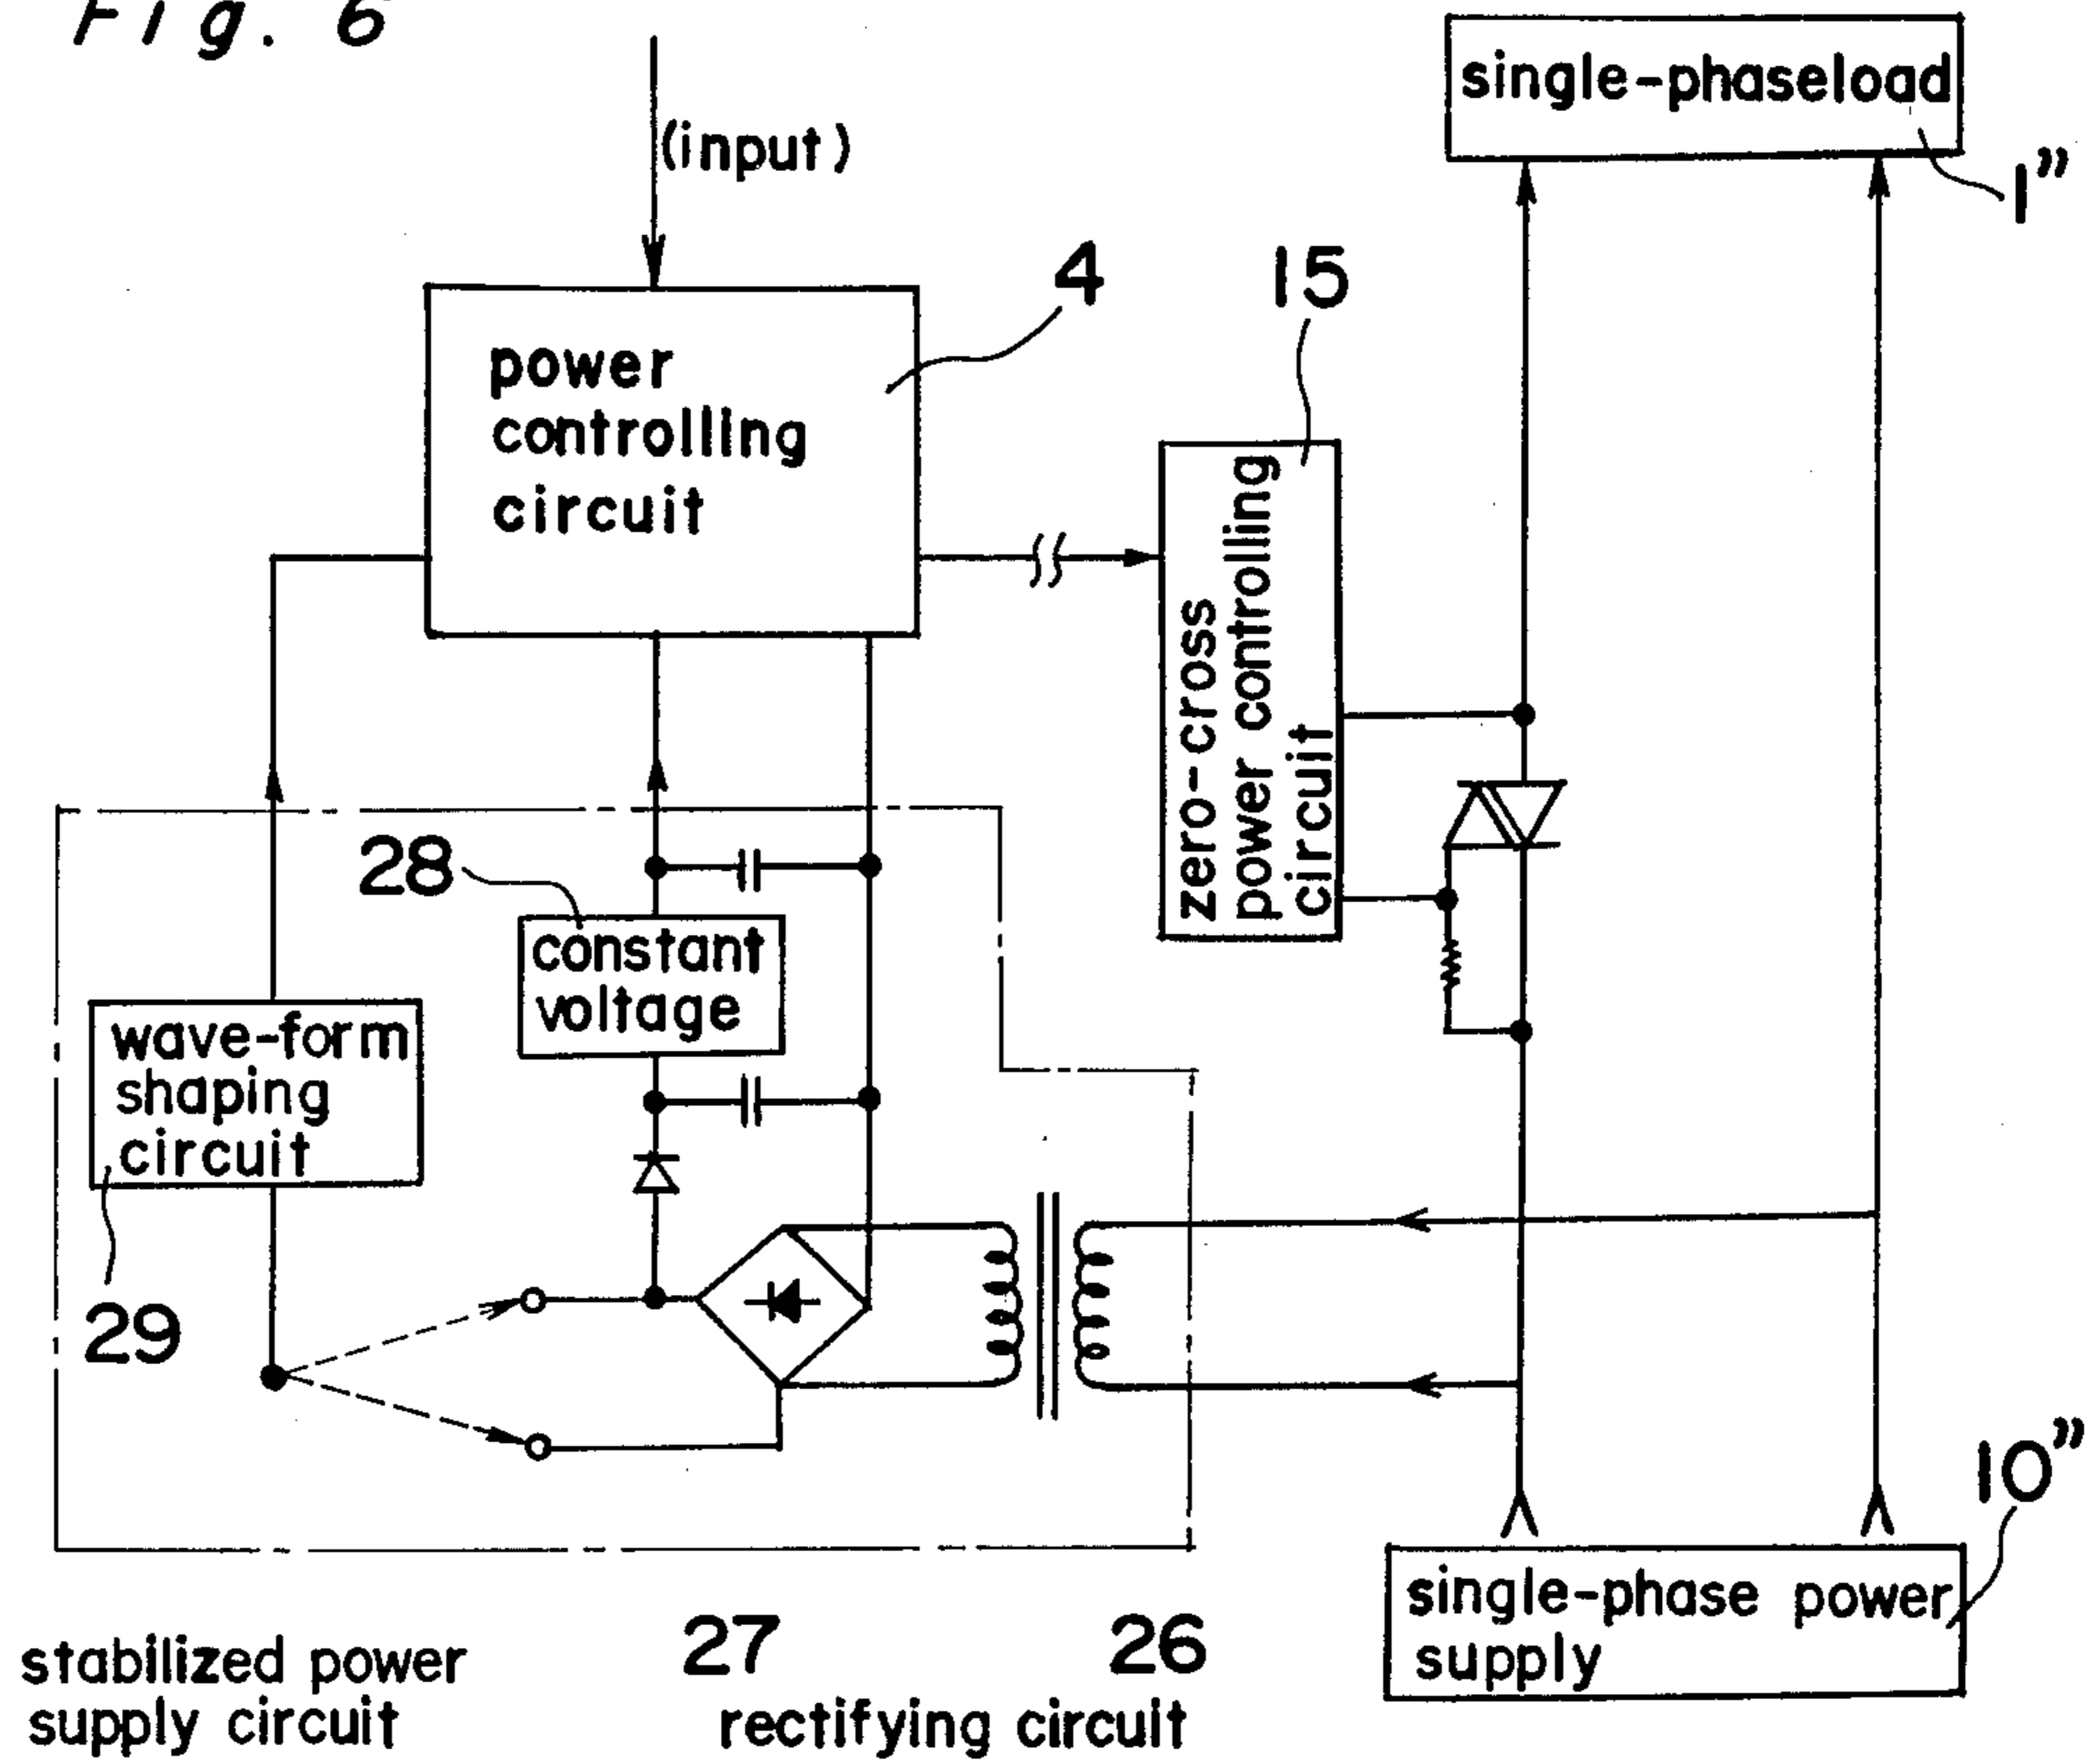 Fig. 6
single-phaseload
1”
(input)
4
15
power
controlling
circuit
zero-cross
power controlling
circuit
28
constant
voltage
wave-form
shaping
circuit
29
10”
single-phase power
supply
27
26
stabilized power
supply circuit
rectifying circuit